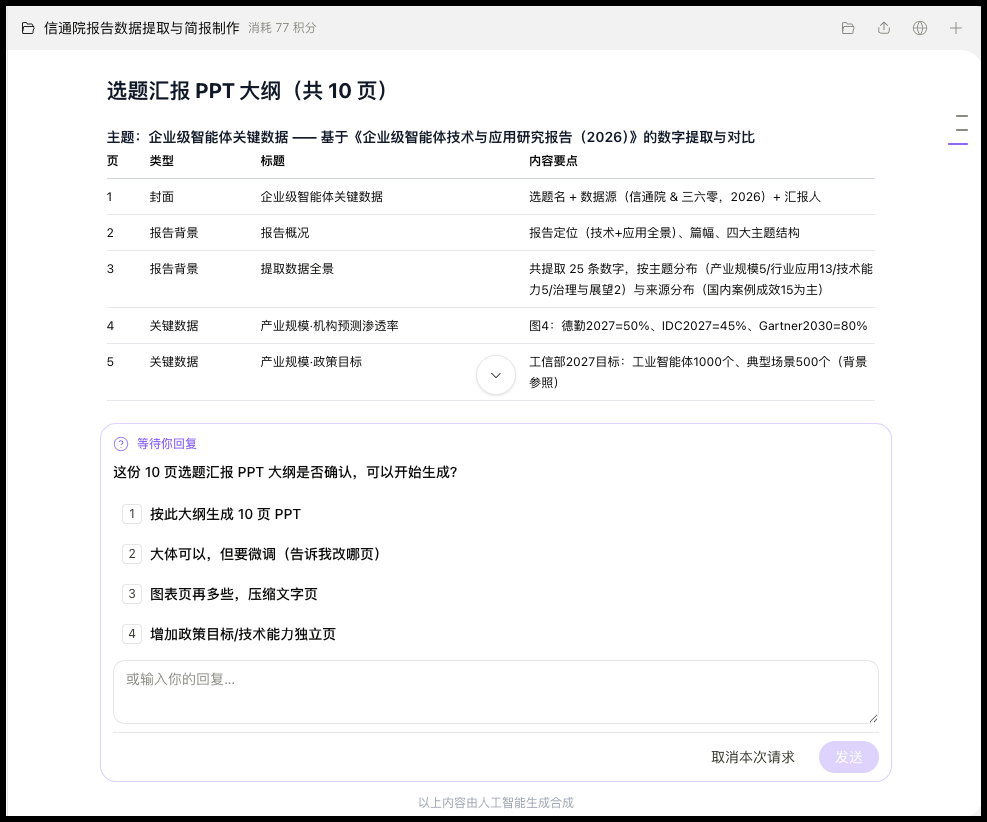 信通院报告数据提取与简报制作 消耗 77 积分
选题汇报 PPT 大纲（共 10 页）
主题：企业级智能体关键数据 —— 基于《企业级智能体技术与应用研究报告（2026）》的数字提取与对比
页 类型 标题 内容要点
1 封面 企业级智能体关键数据 选题名 + 数据源（信通院 & 三六零，2026）+ 汇报人
2 报告背景 报告概况 报告定位（技术+应用全景）、篇幅、四大主题结构
3 报告背景 提取数据全景 共提取 25 条数字，按主题分布（产业规模5/行业应用13/技术能
力5/治理与展望2）与来源分布（国内案例成效15为主）
4 关键数据 产业规模·机构预测渗透率 图4：德勤2027=50%、IDC2027=45%、Gartner2030=80%
5 关键数据 产业规模·政策目标 工信部2027目标：工业智能体1000个、典型场景500个（背景
参照）
等待你回复
这份 10 页选题汇报 PPT 大纲是否确认，可以开始生成？
1 按此大纲生成 10 页 PPT
2 大体可以，但要微调（告诉我改哪页）
3 图表页再多些，压缩文字页
4 增加政策目标/技术能力独立页
或输入你的回复...
取消本次请求 发送
以上内容由人工智能生成合成